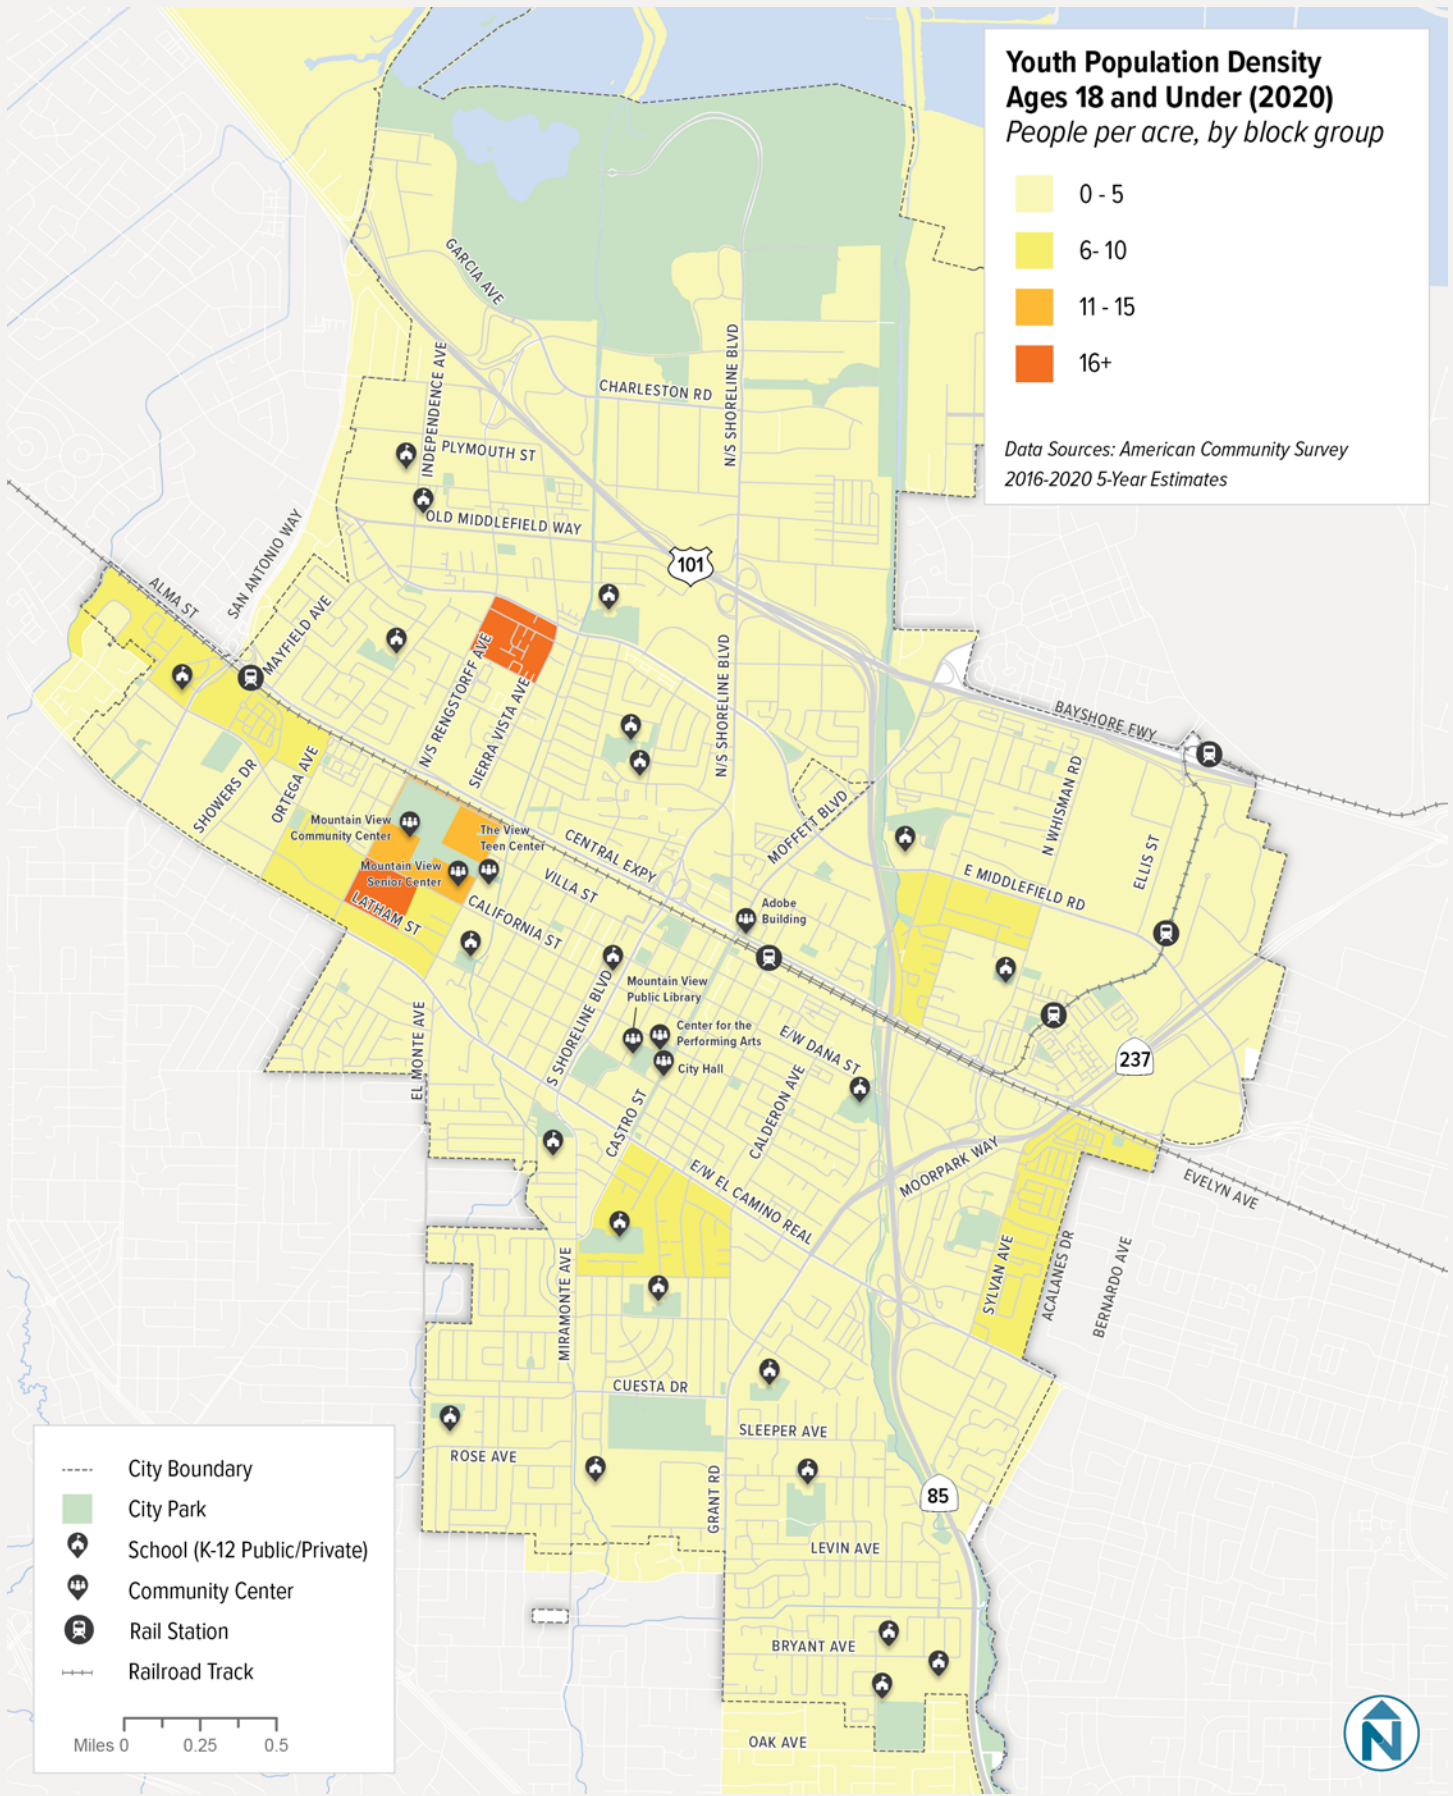 Youth Population Density
Ages 18 and Under (2020)
People per acre, by block group
0 - 5
6- 10
11 - 15
16+
Data Sources: American Community Survey
2016-2020 5-Year Estimates
GARCIA AVE
INDEPENDENCE AVE
N/S SHORELINE BLVD
CHARLESTON RD
PLYMOUTH ST
OLD MIDDLEFIELD WAY
SAN ANTONIO WAY
101
ALMA ST
MAYFIELD AVE
N/S RENGSTORFF AVE
SIERRA VISTA AVE
N/S SHORELINE BLVD
BAYSHORE FWY
SHOWERS DR
ORTEGA AVE
Mountain View
Community Center
The View
Teen Center
Mountain View
Senior Center
LATHAM ST
CENTRAL EXPY
VILLA ST
CALIFORNIA ST
MOFFETT BLVD
N WHISMAN RD
ELLIS ST
E MIDDLEFIELD RD
Adobe
Building
Mountain View
Public Library
Center for the
Performing Arts
City Hall
S SHORELINE BLVD
EL MONTE AVE
E/W DANA ST
237
CASTRO ST
CALDERON AVE
MOORPARK WAY
E/W EL CAMINO REAL
EVELYN AVE
MIRAMONTE AVE
SYLVAN AVE
ACALANES DR
BERNARDO AVE
CUESTA DR
SLEEPER AVE
ROSE AVE
GRANT RD
85
LEVIN AVE
BRYANT AVE
OAK AVE
City Boundary
City Park
School (K-12 Public/Private)
Community Center
Rail Station
Railroad Track
Miles 0 0.25 0.5
N